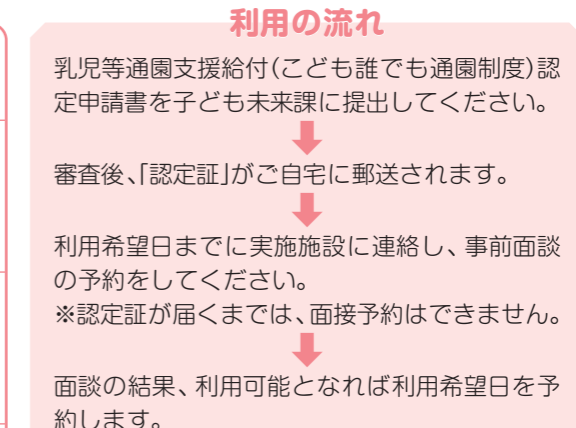 利用の流れ
乳児等通園支援給付(こども誰でも通園制度)認
定申請書を子ども未来課に提出してください。
審査後、「認定証」がご自宅に郵送されます。
利用希望日までに実施施設に連絡し、事前面談
の予約をしてください。
※認定証が届くまでは、面接予約はできません。
面談の結果、利用可能となれば利用希望日を予
約します。